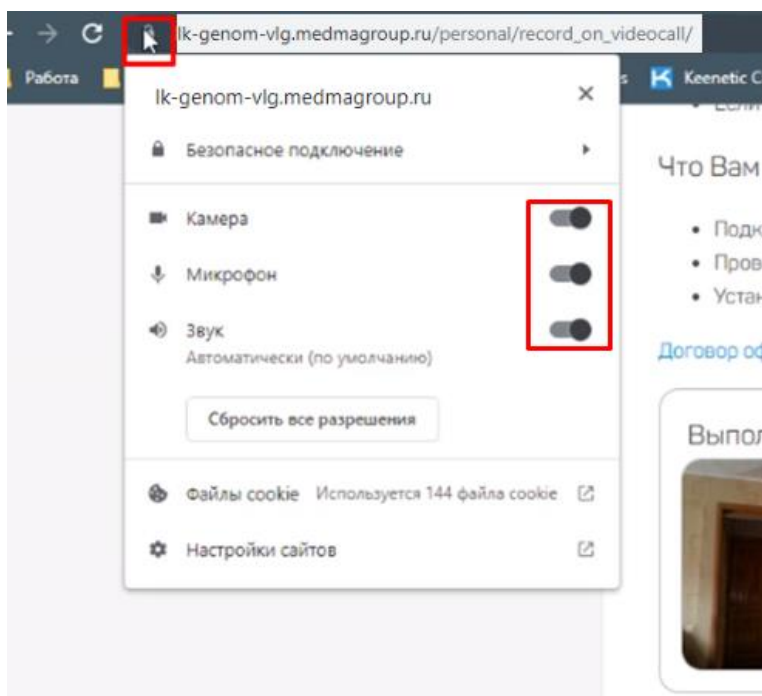 lk-genom-vlg.medmagroup.ru/personal/record_on_videocall/
Работа
s
Keenetic C
lk-genom-vlg.medmagroup.ru
Безопасное подключение
Камера
Микрофон
Звук
Автоматически (по умолчанию)
Сбросить все разрешения
Файлы cookie Используется 144 файла cookie
Настройки сайтов
Что Вам
Подк
Пров
Устан
Договор оф
Выпол